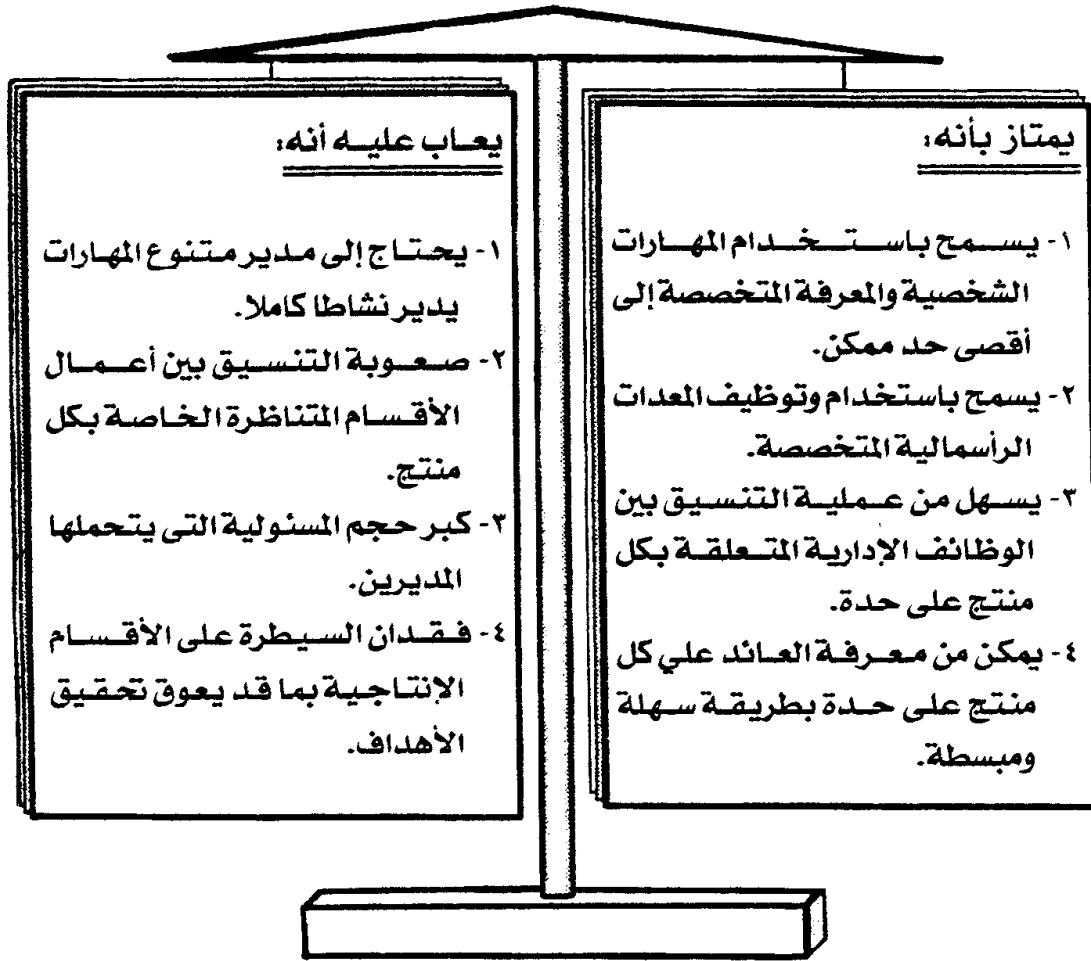 يمتاز بأنه:
١- يسمح باستخدام المهارات
الشخصية والمعرفة المتخصصة إلى
أقصى حد ممكن.
٢- يسمح باستخدام وتوظيف المعدات
الرأسمالية المتخصصة.
٣- يسهل من عملية التنسيق بين
الوظائف الإدارية المتعلقة بكل
منتج على حدة.
٤- يمكن من معرفة العائد علي كل
منتج على حدة بطريقة سهلة
ومبسطة.
يعاب عليه أنه:
١- يحتاج إلى مدير متنوع المهارات
يدير نشاطا كاملا.
٢- صعوبة التنسيق بين أعمال
الأقسام المتناظرة الخاصة بكل
منتج.
٣- كبر حجم المسئولية التى يتحملها
المديرين.
٤- فقدان السيطرة على الأقسام
الإنتاجية بما قد يعوق تحقيق
الأهداف.